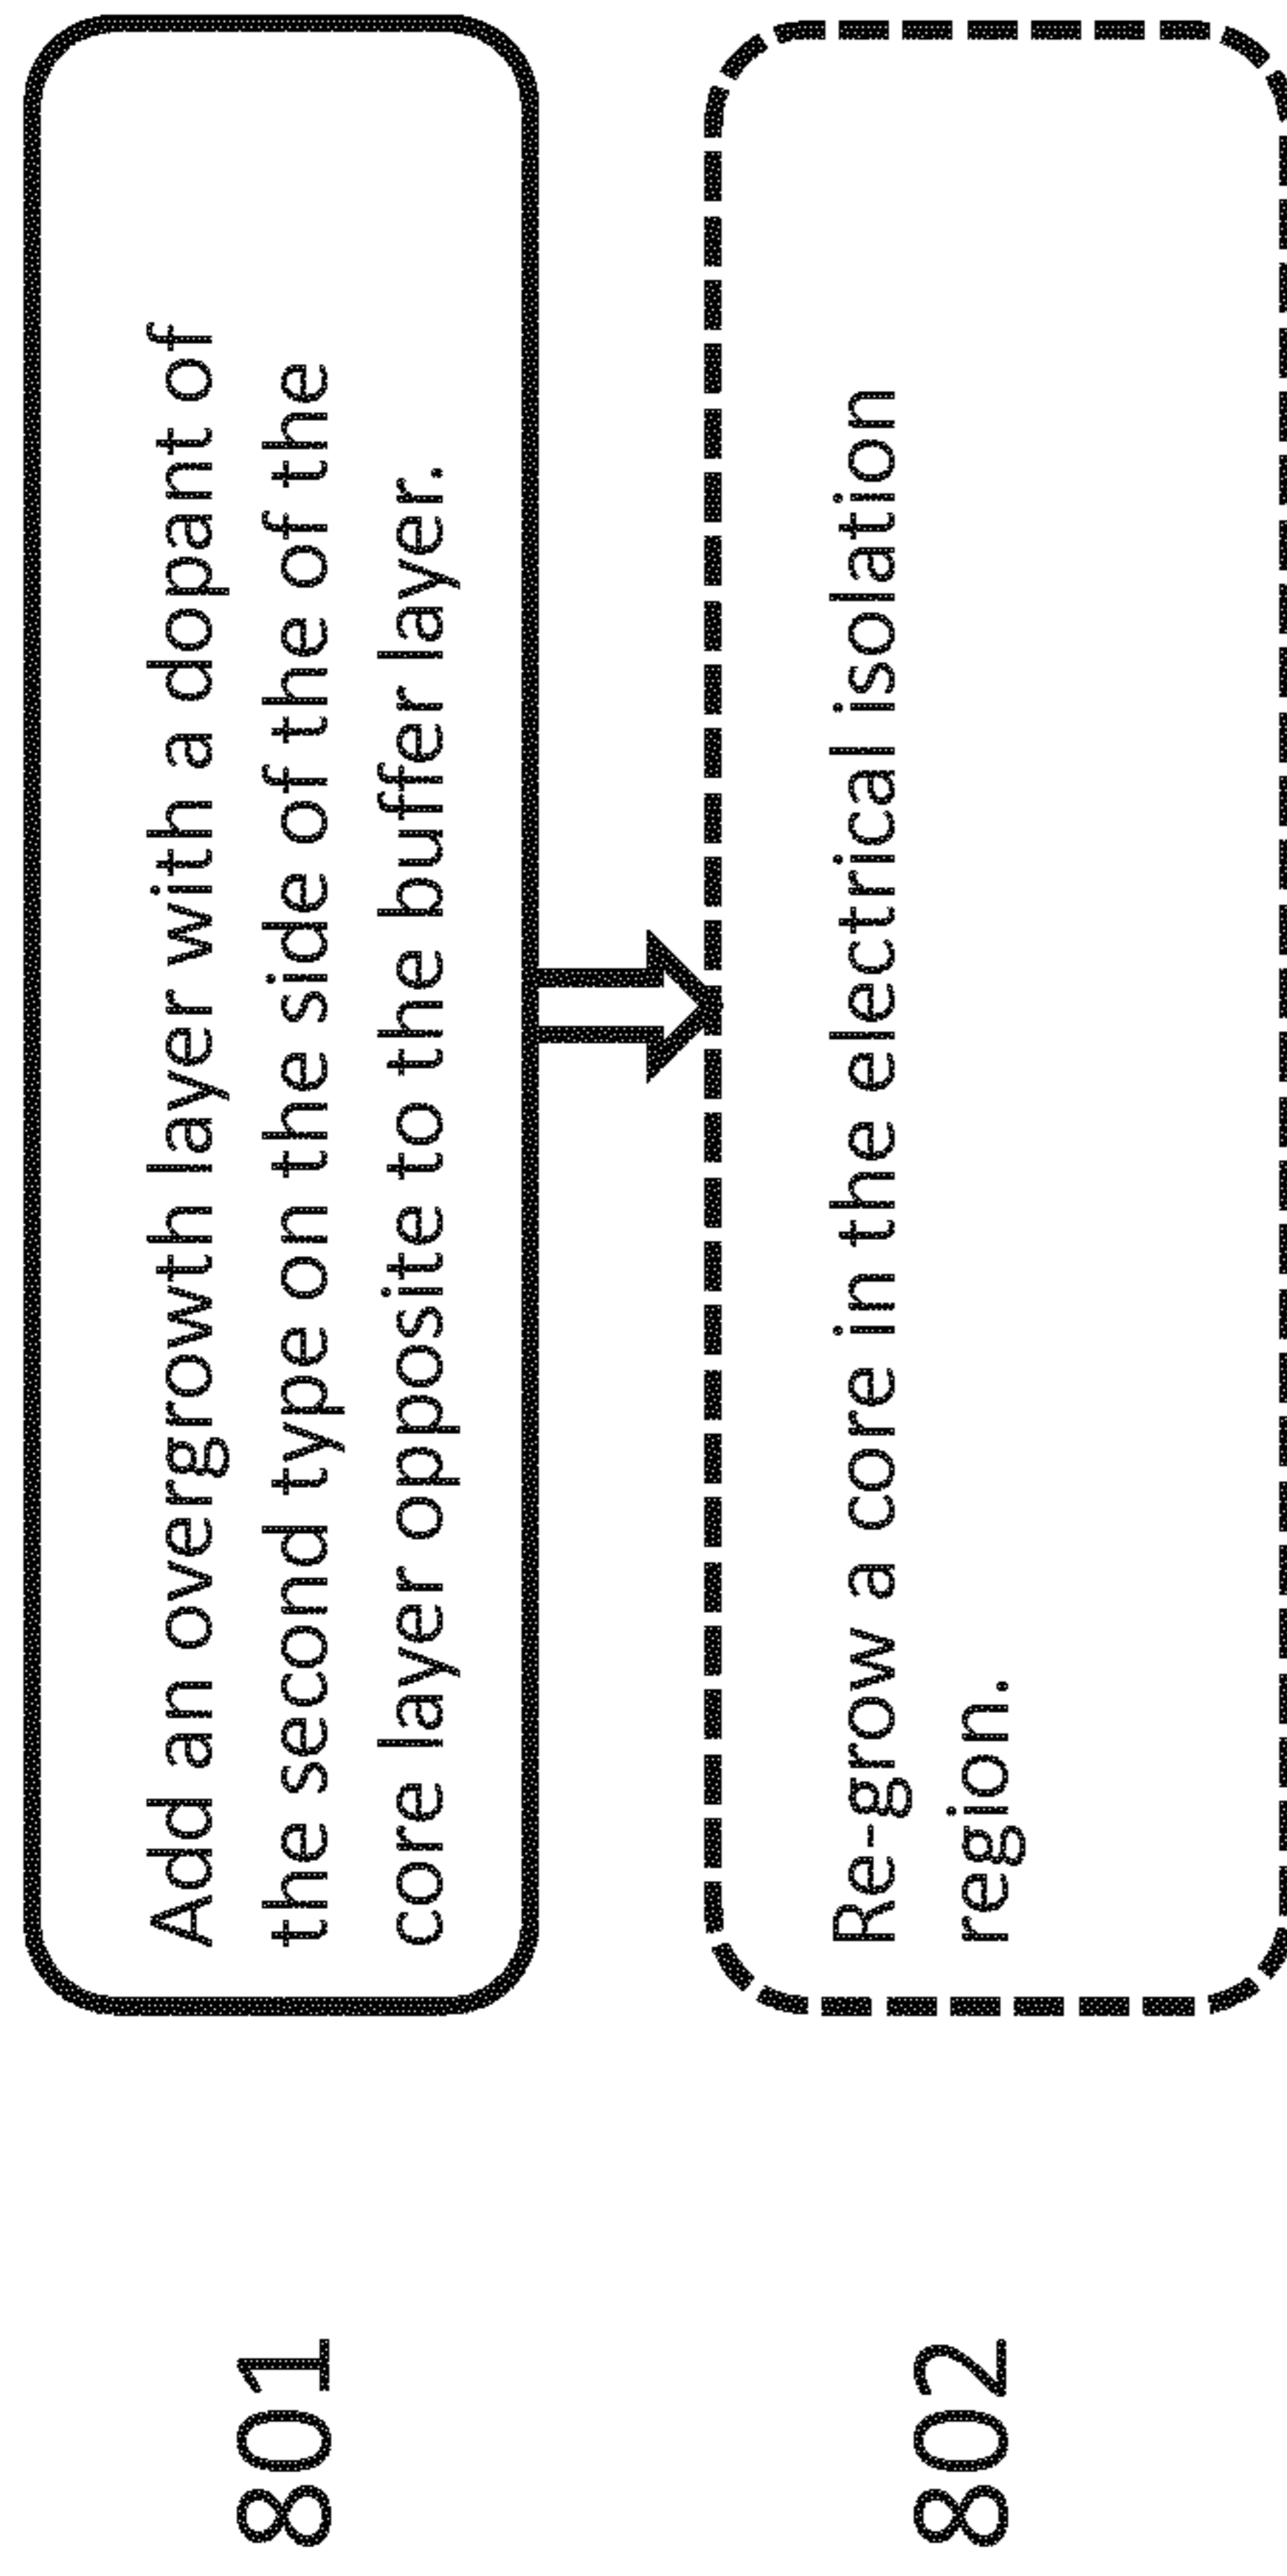 801
Add an overgrowth layer with a dopant of
the second type on the side of the of the
core layer opposite to the buffer layer.
802
Re-grow a core in the electrical isolation
region.